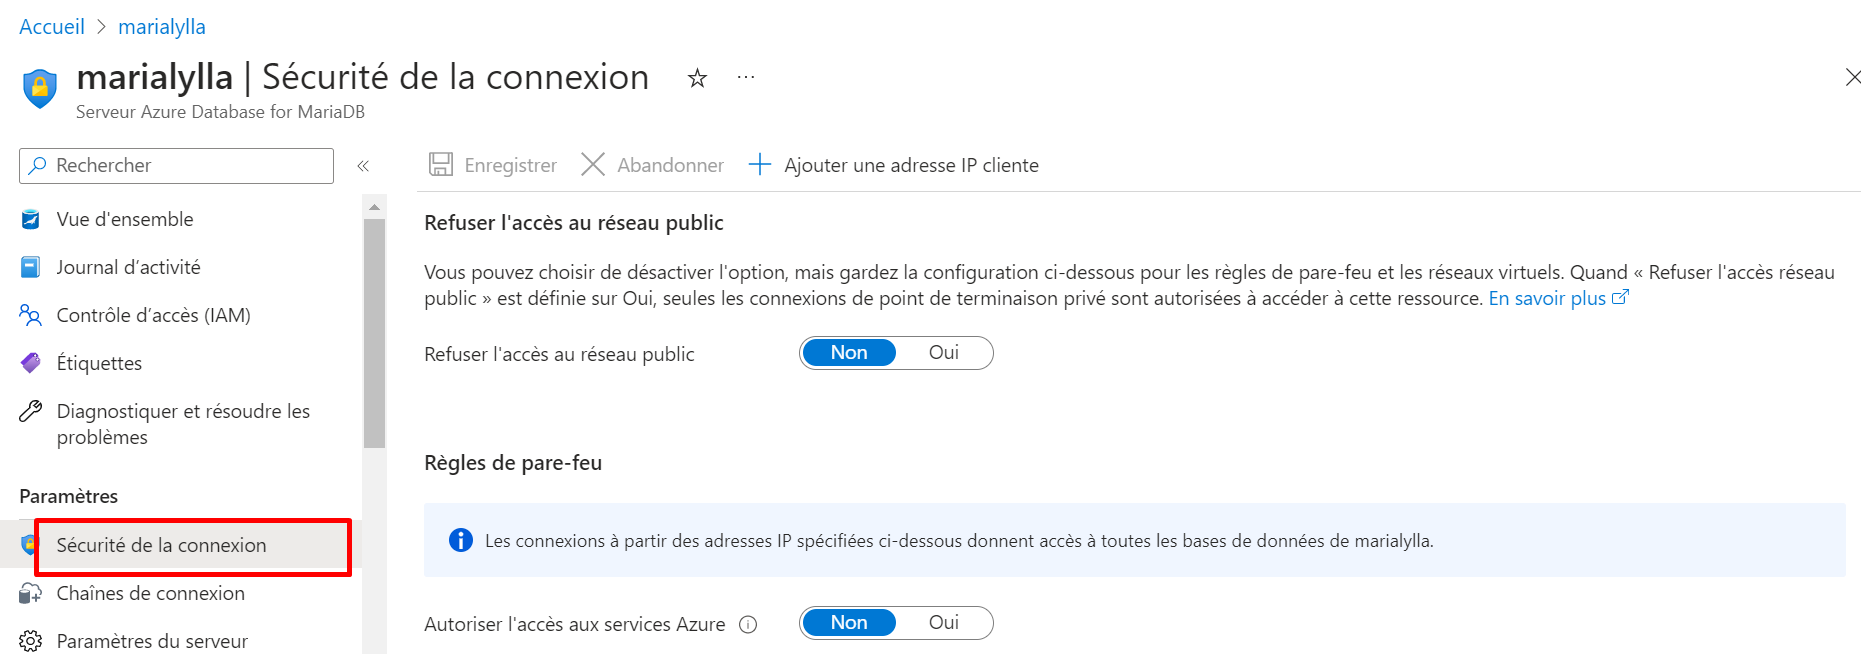 Accueil > marialylla
marialylla | Sécurité de la connexion
Serveur Azure Database for MariaDB
Rechercher
Vue d'ensemble
Journal d’activité
Contrôle d’accès (IAM)
Étiquettes
Diagnostiquer et résoudre les
problèmes
Paramètres
Sécurité de la connexion
Chaînes de connexion
Paramètres du serveur
Enregistrer Abandonner Ajouter une adresse IP cliente
Refuser l'accès au réseau public
Vous pouvez choisir de désactiver l'option, mais gardez la configuration ci-dessous pour les règles de pare-feu et les réseaux virtuels. Quand « Refuser l'accès réseau
public » est définie sur Oui, seules les connexions de point de terminaison privé sont autorisées à accéder à cette ressource. En savoir plus
Refuser l'accès au réseau public Non Oui
Règles de pare-feu
Les connexions à partir des adresses IP spécifiées ci-dessous donnent accès à toutes les bases de données de marialylla.
Autoriser l'accès aux services Azure Non Oui